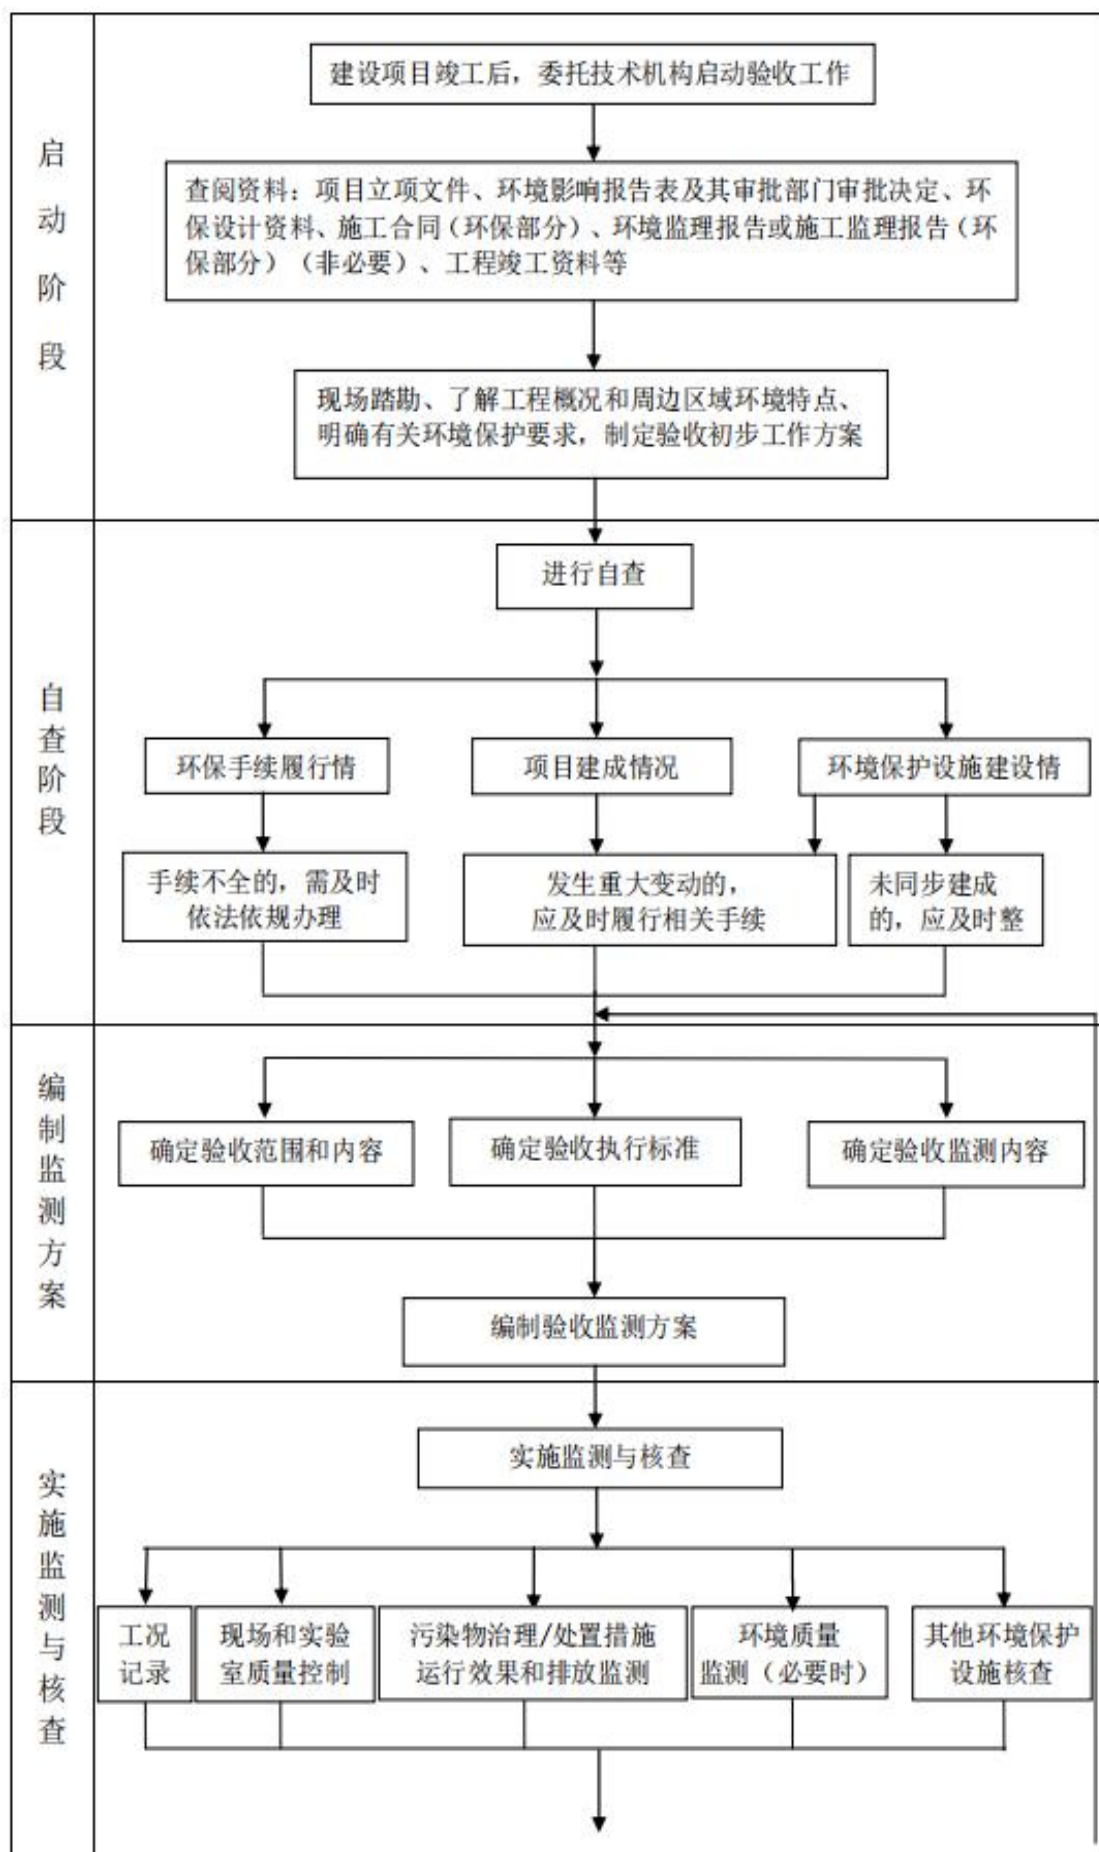 启动阶段
建设项目竣工后，委托技术机构启动验收工作
查阅资料：项目立项文件、环境影响报告表及其审批部门审批决定、环
保设计资料、施工合同（环保部分）、环境监理报告或施工监理报告（环
保部分）（非必要）、工程竣工资料等
现场踏勘、了解工程概况和周边区域环境特点、
明确有关环境保护要求，制定验收初步工作方案
自查阶段
进行自查
环保手续履行情
项目建成情况
环境保护设施建设情
手续不全的，需及时
依法依规办理
发生重大变动的，
应及时履行相关手续
未同步建成
的，应及时整
编制监测方案
确定验收范围和内容
确定验收执行标准
确定验收监测内容
编制验收监测方案
实施监测与核查
实施监测与核查
工况
记录
现场和实验
室质量控制
污染物治理/处置措施
运行效果和排放监测
环境质量
监测（必要时）
其他环境保护
设施核查